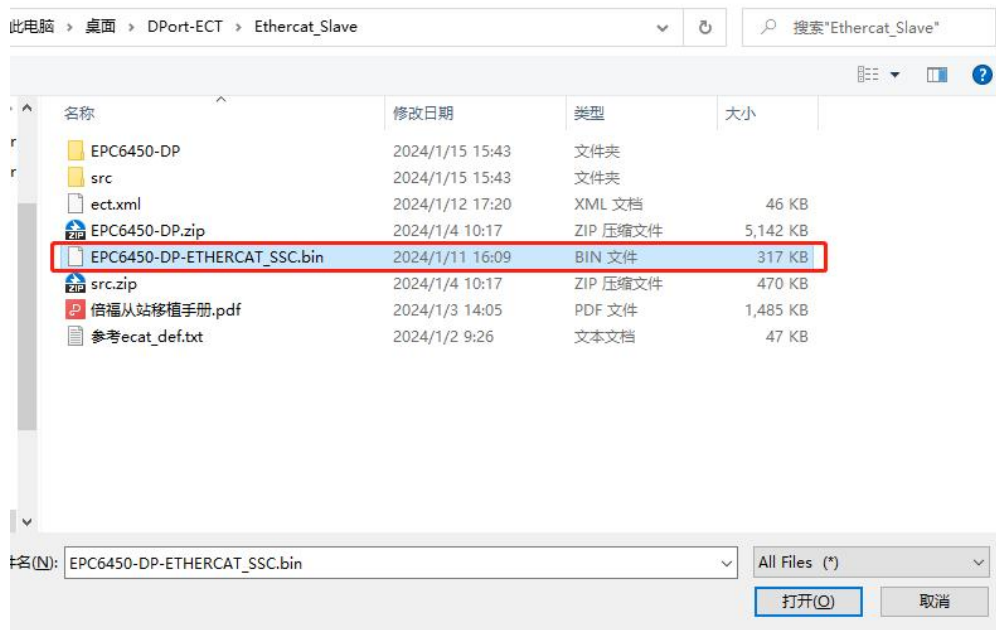 此电脑 > 桌面 > DPort-ECT > Ethercat_Slave 搜索"Ethercat_Slave"
名称 修改日期 类型 大小
EPC6450-DP 2024/1/15 15:43 文件夹
src 2024/1/15 15:43 文件夹
ect.xml 2024/1/12 17:20 XML 文档 46 KB
EPC6450-DP.zip 2024/1/4 10:17 ZIP 压缩文件 5,142 KB
EPC6450-DP-ETHERCAT_SSC.bin 2024/1/11 16:09 BIN 文件 317 KB
src.zip 2024/1/4 10:17 ZIP 压缩文件 470 KB
倍福从站移植手册.pdf 2024/1/3 14:05 PDF 文件 1,485 KB
参考ecat_def.txt 2024/1/2 9:26 文本文档 47 KB
件名(N): EPC6450-DP-ETHERCAT_SSC.bin All Files (*)
打开(O) 取消